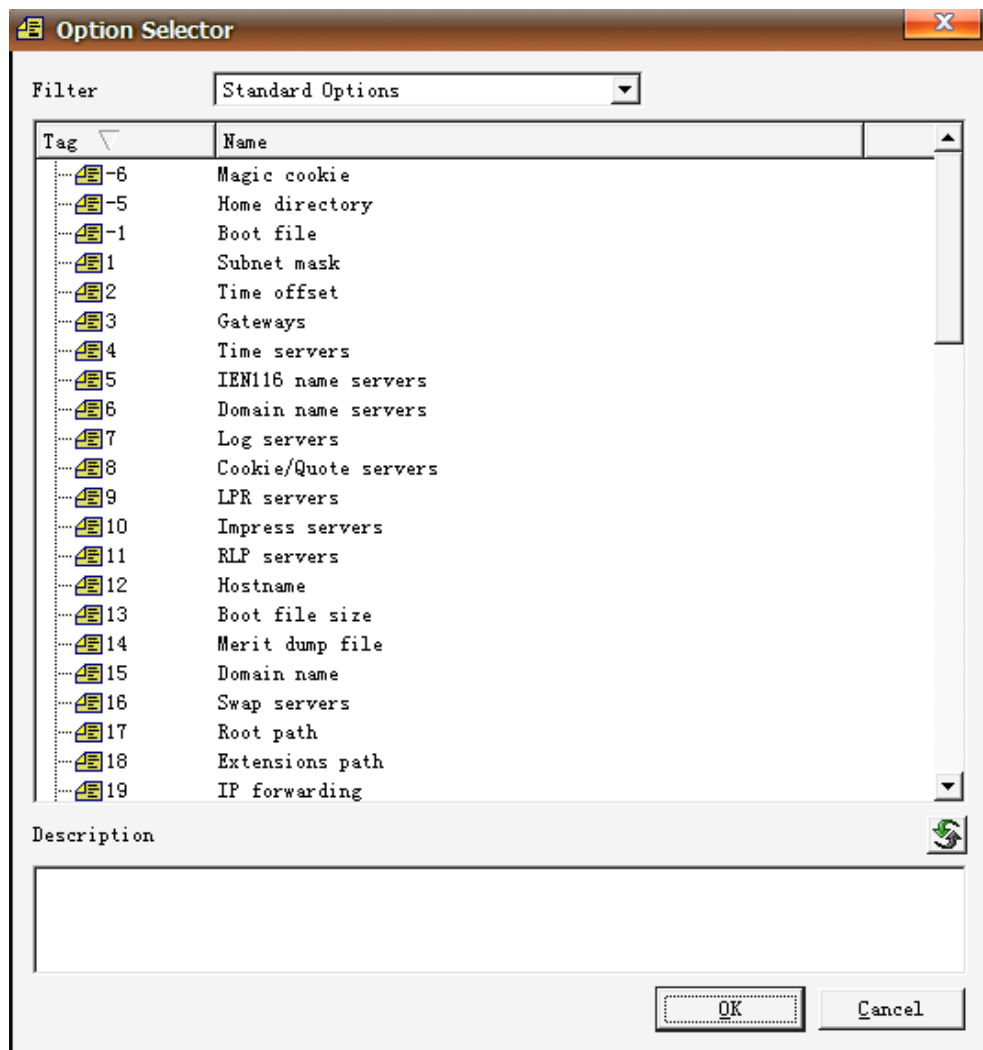 Option Selector
Filter Standard Options
Tag Name
-6 Magic cookie
-5 Home directory
-1 Boot file
1 Subnet mask
2 Time offset
3 Gateways
4 Time servers
5 IEN116 name servers
6 Domain name servers
7 Log servers
8 Cookie/Quote servers
9 LPR servers
10 Impress servers
11 RLP servers
12 Hostname
13 Boot file size
14 Merit dump file
15 Domain name
16 Swap servers
17 Root path
18 Extensions path
19 IP forwarding
Description
OK Cancel